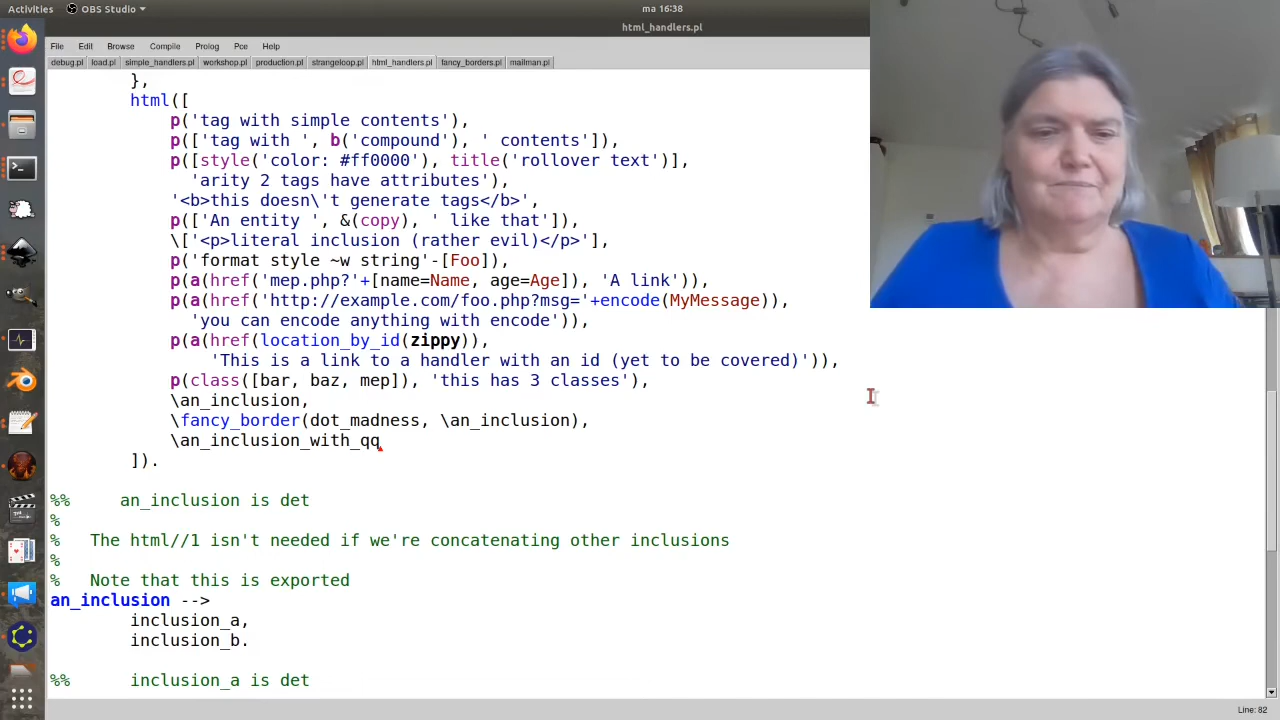 Activities OBS Studio ma 16:38
html_handlers.pl
File Edit Browse Compile Prolog Pce Help
debug.pl load.pl simple_handlers.pl workshop.pl production.pl strangeloop.pl html_handlers.pl fancy_borders.pl mailman.pl
},
html([
p('tag with simple contents'),
p(['tag with ', b('compound'), ' contents']),
p([style('color: #ff0000'), title('rollover text')],
'arity 2 tags have attributes'),
'<b>this doesn\'t generate tags</b>',
p(['An entity ', &(copy), ' like that']),
\['<p>literal inclusion (rather evil)</p>'],
p('format style ~w string'-[Foo]),
p(a(href('mep.php?'+[name=Name, age=Age]), 'A link')),
p(a(href('http://example.com/foo.php?msg='+encode(MyMessage)),
'you can encode anything with encode')),
p(a(href(location_by_id(zippy)),
'This is a link to a handler with an id (yet to be covered)')),
p(class([bar, baz, mep]), 'this has 3 classes'),
\an_inclusion,
\fancy_border(dot_madness, \an_inclusion),
\an_inclusion_with_qq
]).
%% an_inclusion is det
%
% The html//1 isn't needed if we're concatenating other inclusions
%
% Note that this is exported
an_inclusion -->
inclusion_a,
inclusion_b.
%% inclusion_a is det
Line: 82